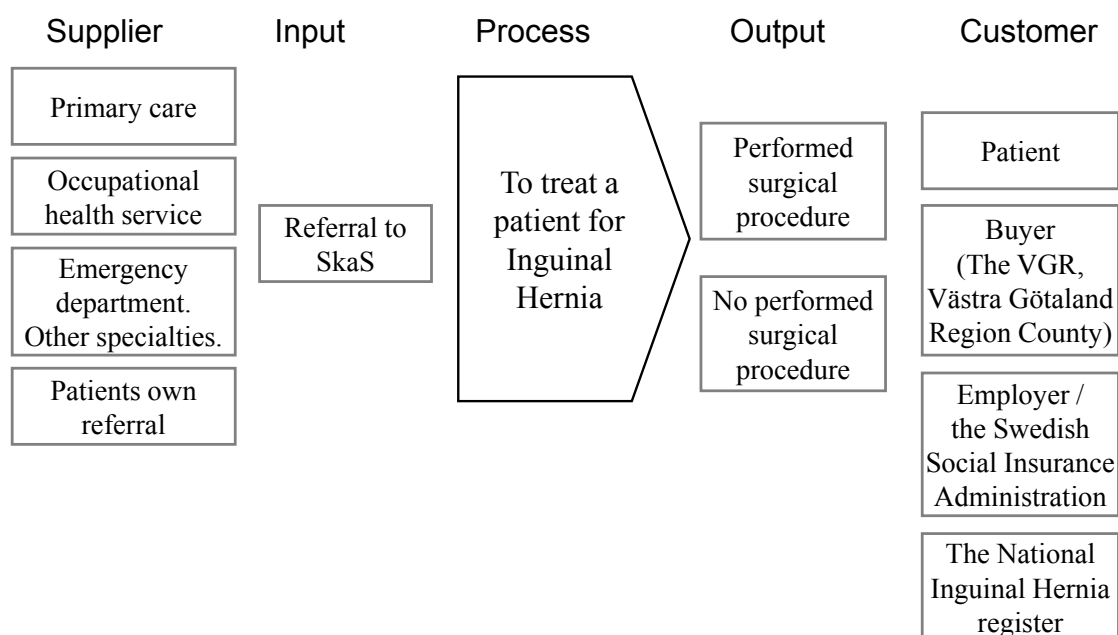 Supplier
Input
Process
Output
Customer
Primary care
Occupational
health service
Emergency
department.
Other specialties.
Patients own
referral
Referral to
SkaS
To treat a
patient for
Inguinal
Hernia
Performed
surgical
procedure
No performed
surgical
procedure
Patient
Buyer
(The VGR,
Västra Götaland
Region County)
Employer /
the Swedish
Social Insurance
Administration
The National
Inguinal Hernia
register